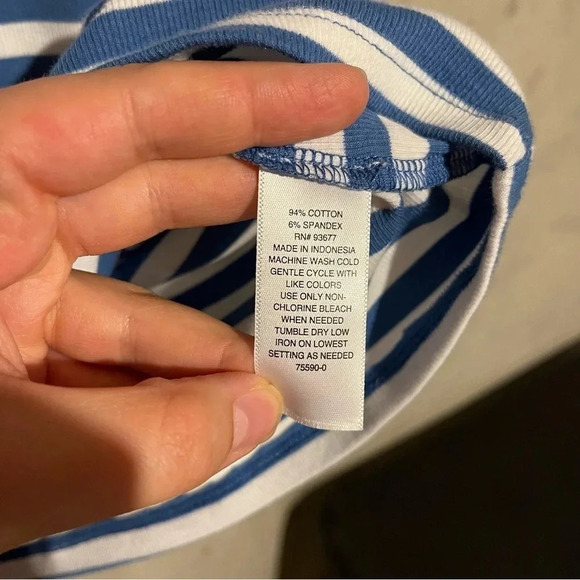 94% COTTON
6% SPANDEX
RN# 93677
MADE IN INDONESIA
MACHINE WASH COLD
GENTLE CYCLE WITH
LIKE COLORS
USE ONLY NON-
CHLORINE BLEACH
WHEN NEEDED
TUMBLE DRY LOW
IRON ON LOWEST
SETTING AS NEEDED
75590-0